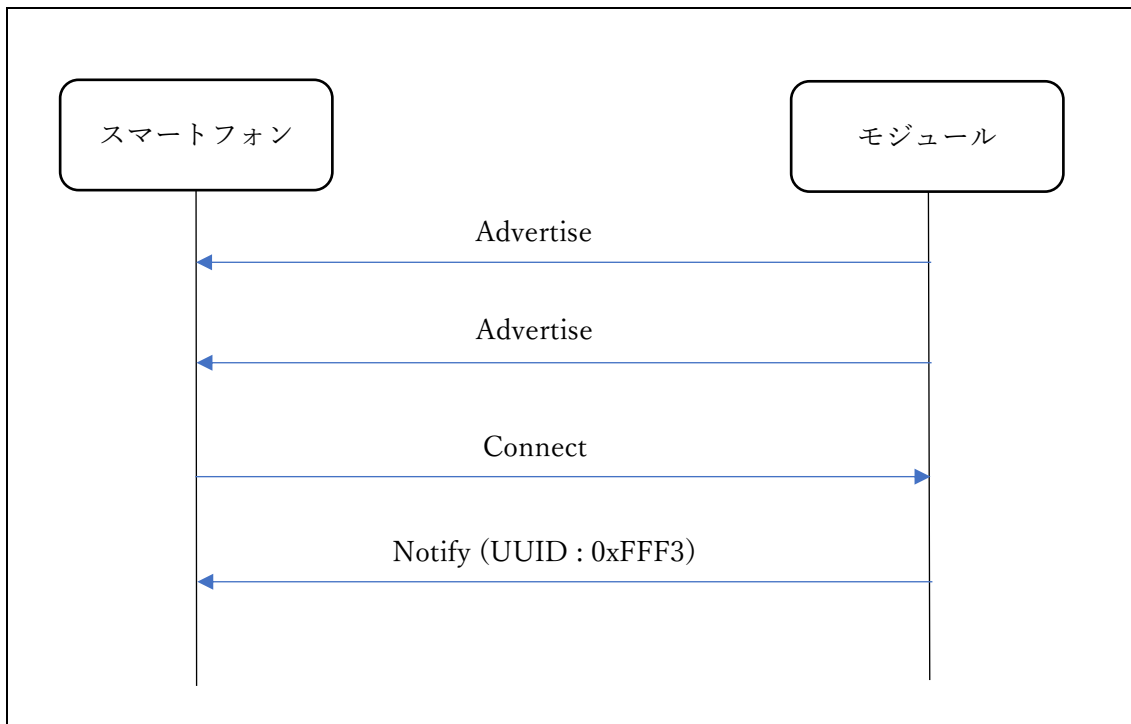 スマートフォン
モジュール
Advertise
Advertise
Connect
Notify (UUID : 0xFFF3)